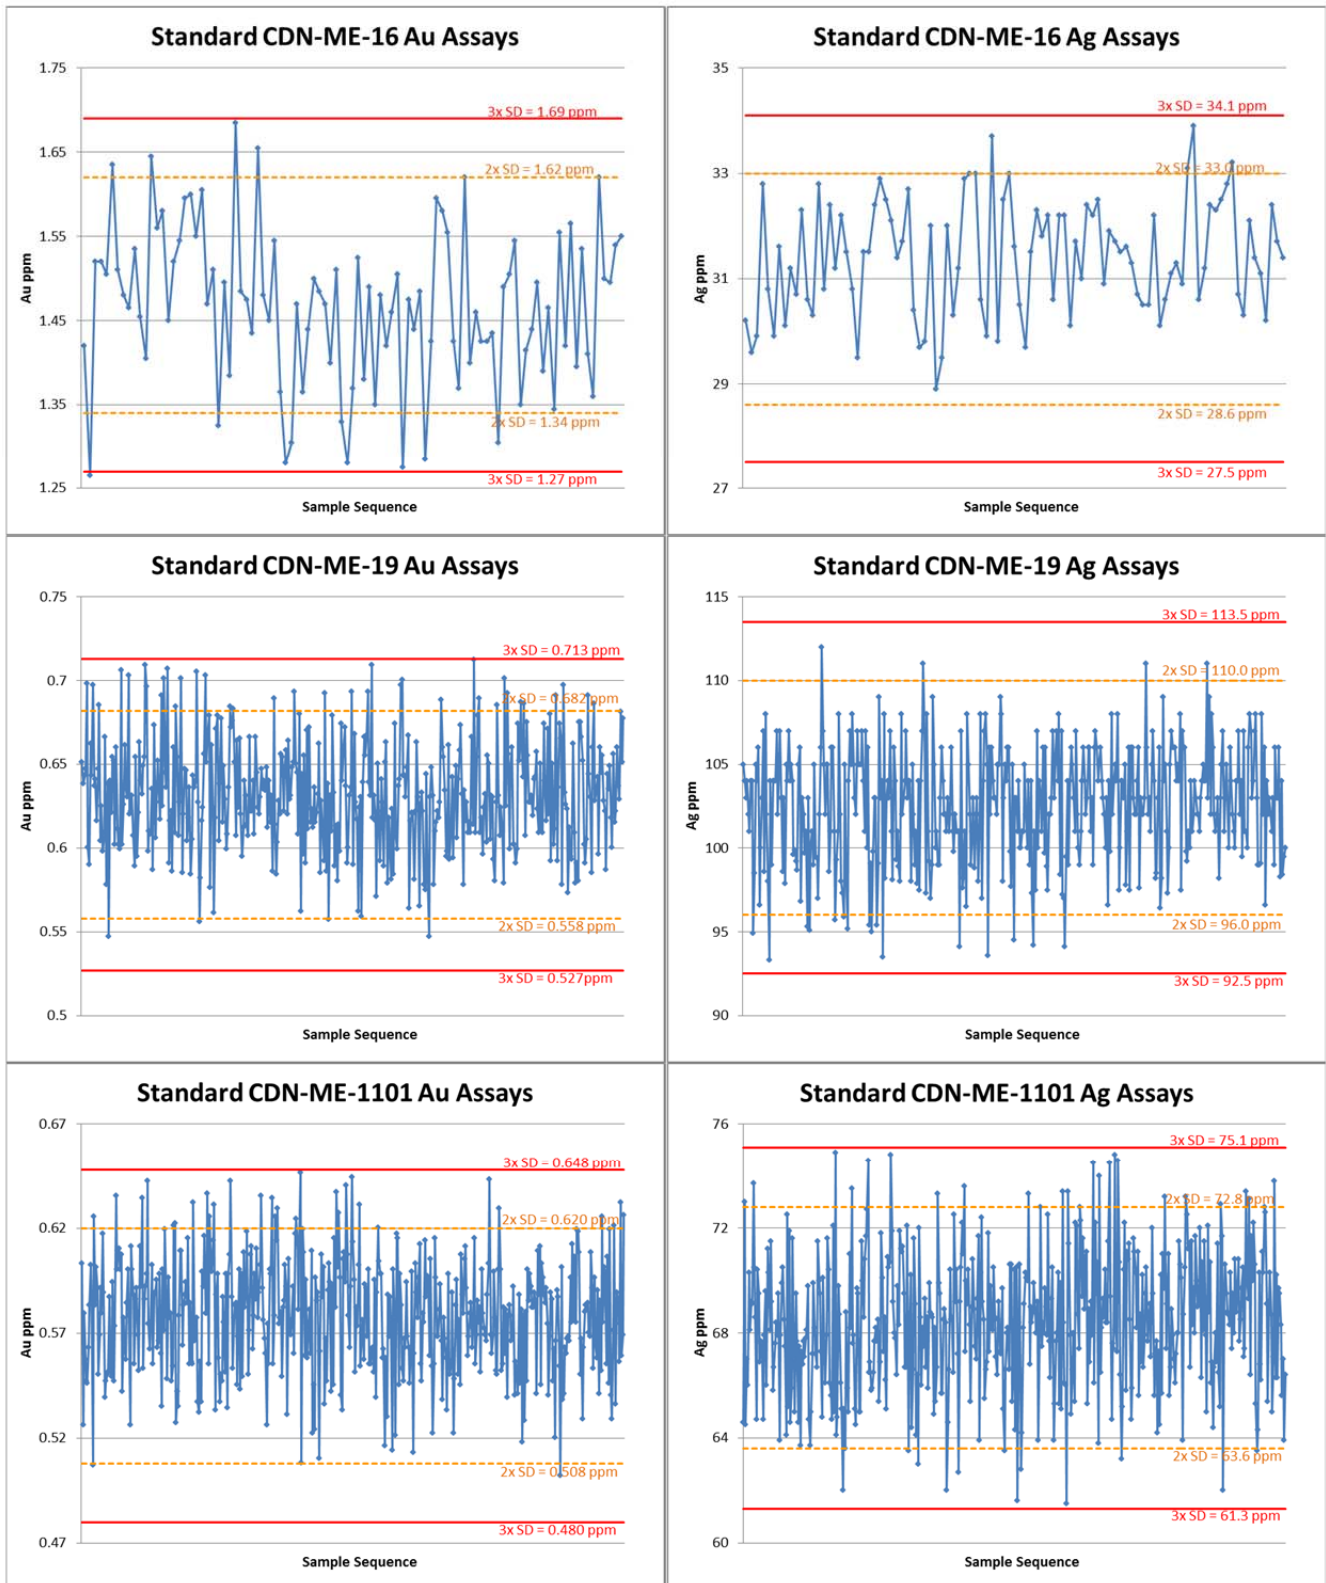 Standard CDN-ME-16 Au Assays
1.75
1.65
1.55
1.45
1.35
1.25
Au ppm
3x SD = 1.69 ppm
2x SD = 1.62 ppm
2x SD = 1.34 ppm
3x SD = 1.27 ppm
Sample Sequence
Standard CDN-ME-16 Ag Assays
35
33
31
29
27
Ag ppm
3x SD = 34.1 ppm
2x SD = 33.0 ppm
2x SD = 28.6 ppm
3x SD = 27.5 ppm
Sample Sequence
Standard CDN-ME-19 Au Assays
0.75
0.7
0.65
0.6
0.55
0.5
Au ppm
3x SD = 0.713 ppm
2x SD = 0.682 ppm
2x SD = 0.558 ppm
3x SD = 0.527ppm
Sample Sequence
Standard CDN-ME-19 Ag Assays
115
110
105
100
95
90
Ag ppm
3x SD = 113.5 ppm
2x SD = 110.0 ppm
2x SD = 96.0 ppm
3x SD = 92.5 ppm
Sample Sequence
Standard CDN-ME-1101 Au Assays
0.67
0.62
0.57
0.52
0.47
Au ppm
3x SD = 0.648 ppm
2x SD = 0.620 ppm
2x SD = 0.508 ppm
3x SD = 0.480 ppm
Sample Sequence
Standard CDN-ME-1101 Ag Assays
76
72
68
64
60
Ag ppm
3x SD = 75.1 ppm
2x SD = 72.8 ppm
2x SD = 63.6 ppm
3x SD = 61.3 ppm
Sample Sequence